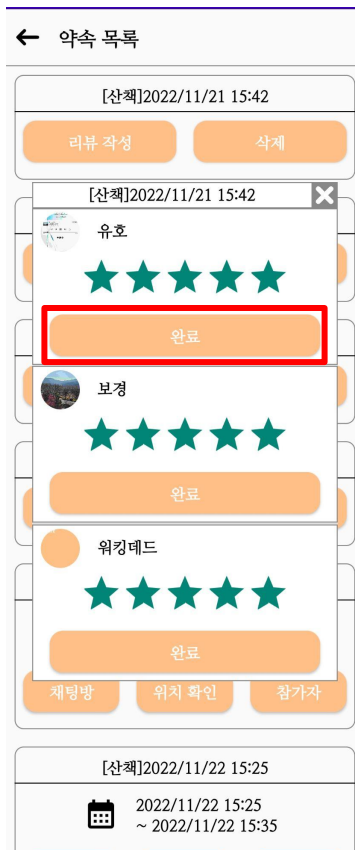 약속 목록
[산책]2022/11/21 15:42
리뷰 작성
삭제
[산책]2022/11/21 15:42
유호
완료
보경
완료
워킹데드
완료
채팅방
위치 확인
참가자
[산책]2022/11/22 15:25
2022/11/22 15:25
~ 2022/11/22 15:35